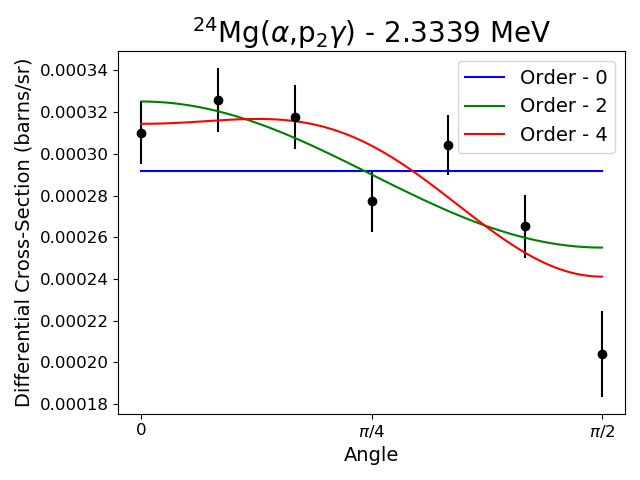 ²⁴Mg(α,p₂γ) - 2.3339 MeV
Differential Cross-Section (barns/sr)
0.00034
0.00032
0.00030
0.00028
0.00026
0.00024
0.00022
0.00020
0.00018
Order - 0
Order - 2
Order - 4
0 π/4 π/2
Angle